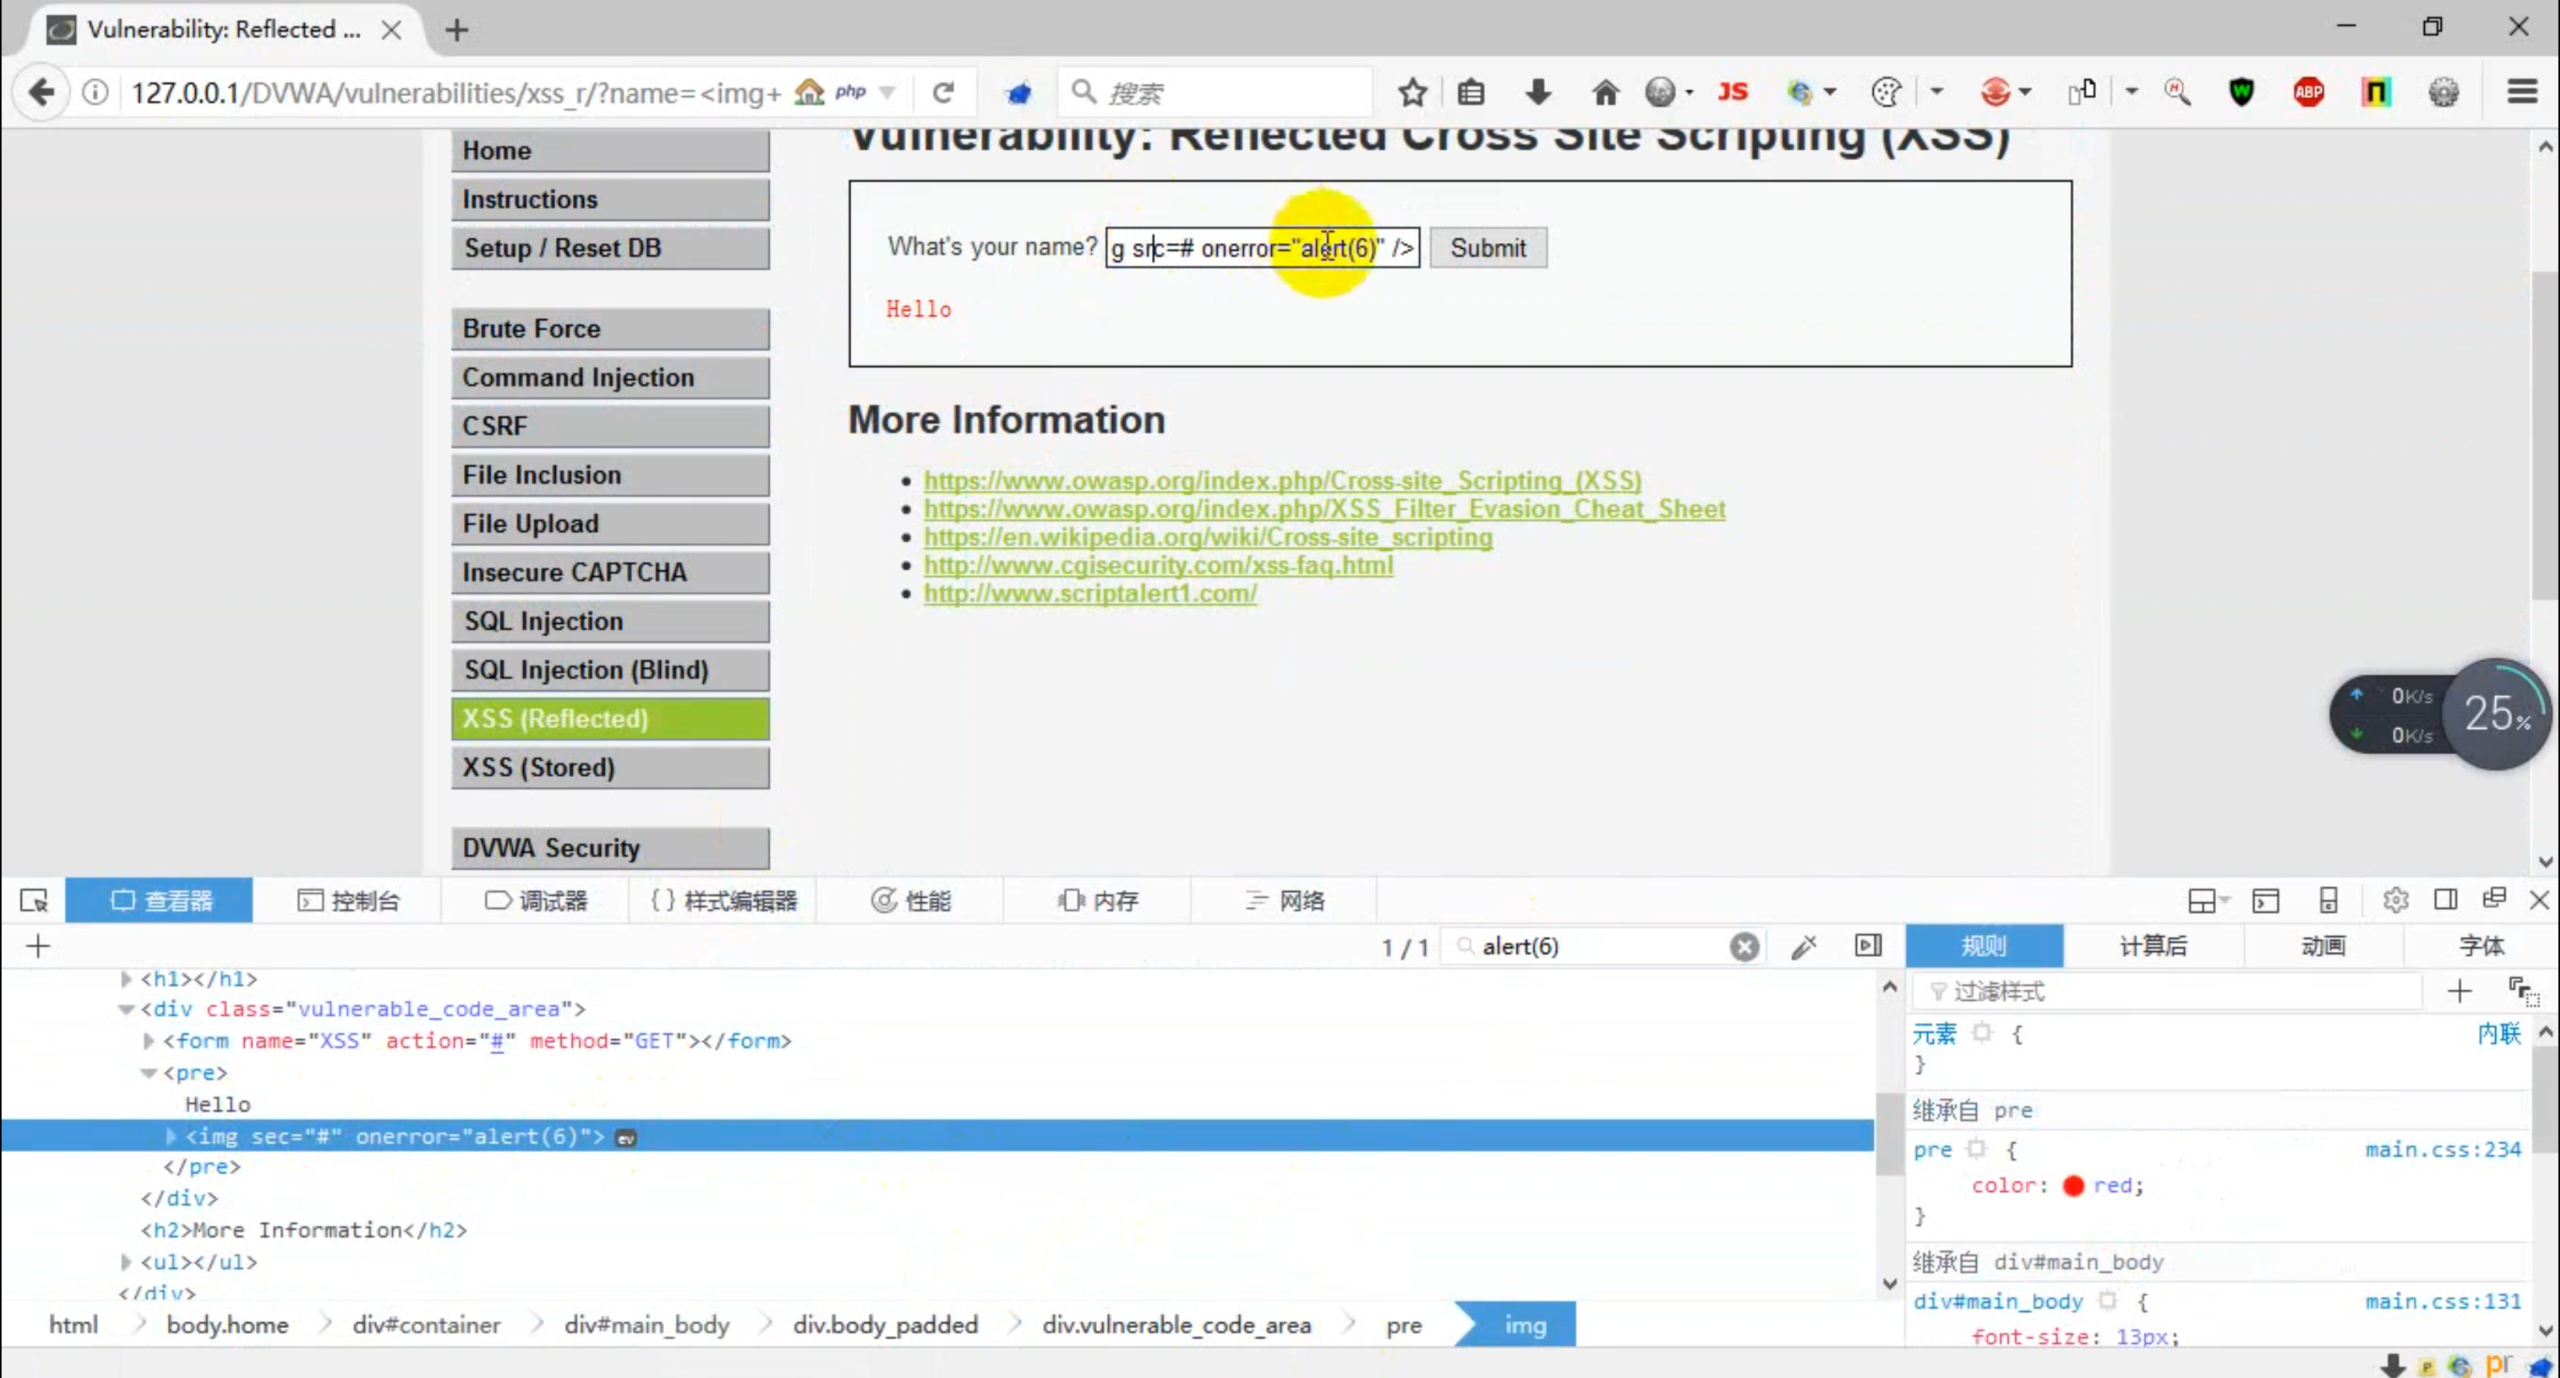 Vulnerability: Reflected ...
127.0.0.1/DVWA/vulnerabilities/xss_r/?name=<img+
php
搜索
JS
ABP
Vulnerability: Reflected Cross Site Scripting (XSS)
Home
Instructions
Setup / Reset DB
Brute Force
Command Injection
CSRF
File Inclusion
File Upload
Insecure CAPTCHA
SQL Injection
SQL Injection (Blind)
XSS (Reflected)
XSS (Stored)
DVWA Security
What's your name?
g src=# onerror="alert(6)" />
Submit
Hello
More Information
https://www.owasp.org/index.php/Cross-site_Scripting_(XSS)
https://www.owasp.org/index.php/XSS_Filter_Evasion_Cheat_Sheet
https://en.wikipedia.org/wiki/Cross-site_scripting
http://www.cgisecurity.com/xss-faq.html
http://www.scriptalert1.com/
0K/s
0K/s
25%
查看器
控制台
调试器
{ } 样式编辑器
性能
内存
网络
1 / 1
alert(6)
规则
计算后
动画
字体
<h1></h1>
<div class="vulnerable_code_area">
<form name="XSS" action="#" method="GET"></form>
<pre>
Hello
<img sec="#" onerror="alert(6)"> ev
</pre>
</div>
<h2>More Information</h2>
<ul></ul>
</div>
过滤样式
元素 {
内联
}
继承自 pre
pre {
main.css:234
color: red;
}
继承自 div#main_body
div#main_body {
main.css:131
font-size: 13px;
html
body.home
div#container
div#main_body
div.body_padded
div.vulnerable_code_area
pre
img
pr